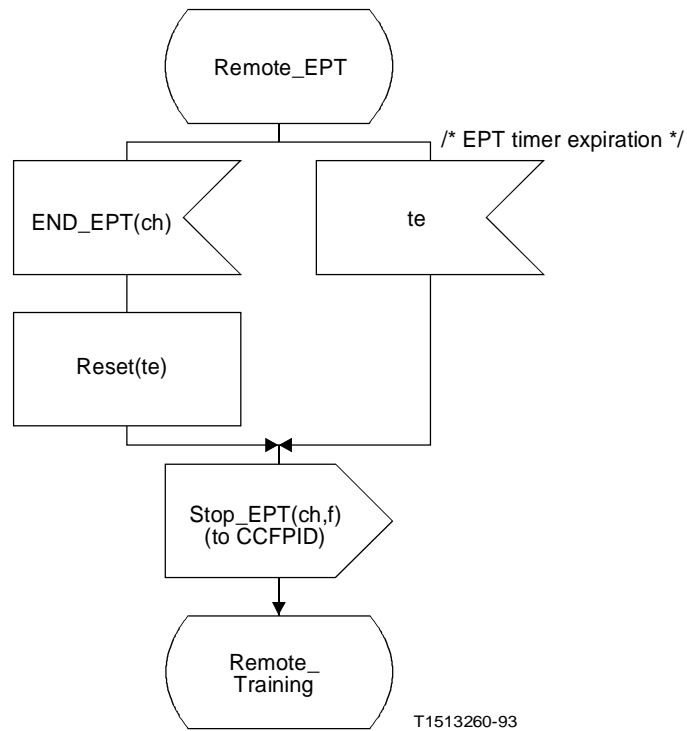 Remote_EPT
/* EPT timer expiration */
END_EPT(ch)
te
Reset(te)
Stop_EPT(ch,f)
(to CCFPID)
Remote_
Training
T1513260-93